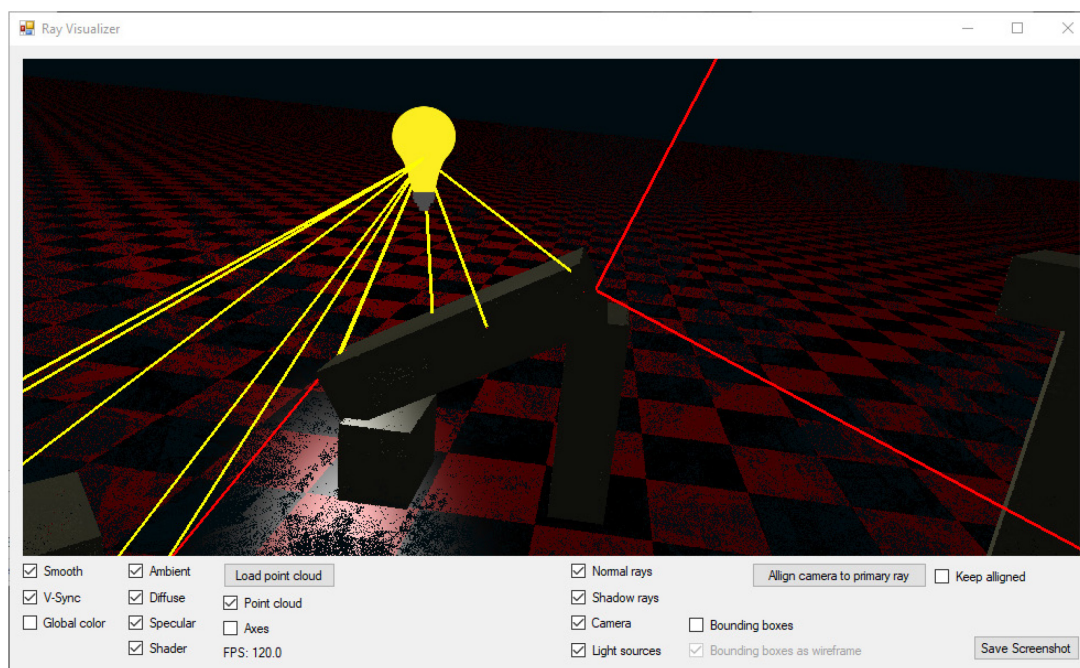 Ray Visualizer
Smooth
Ambient
Load point cloud
Normal rays
Align camera to primary ray
Keep alligned
V-Sync
Diffuse
Point cloud
Shadow rays
Global color
Specular
Axes
Camera
Bounding boxes
Shader
FPS: 120.0
Light sources
Bounding boxes as wireframe
Save Screenshot